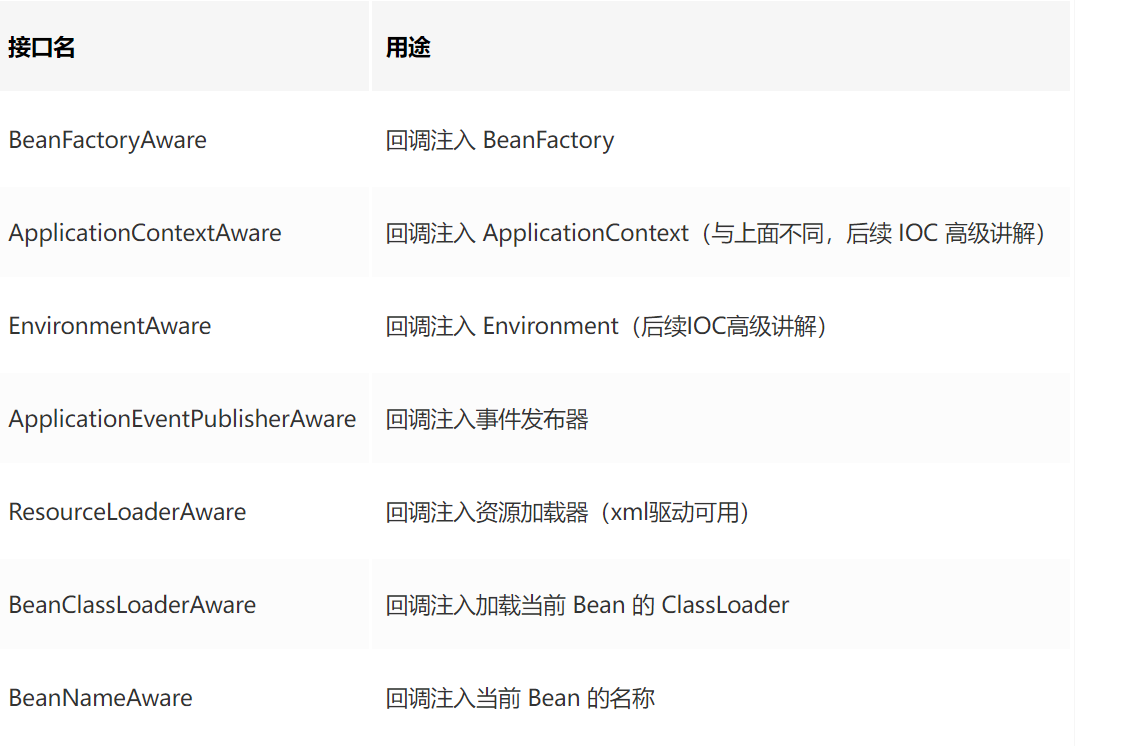 接口名 用途
BeanFactoryAware 回调注入 BeanFactory
ApplicationContextAware 回调注入 ApplicationContext（与上面不同，后续 IOC 高级讲解）
EnvironmentAware 回调注入 Environment（后续IOC高级讲解）
ApplicationEventPublisherAware 回调注入事件发布器
ResourceLoaderAware 回调注入资源加载器（xml驱动可用）
BeanClassLoaderAware 回调注入加载当前 Bean 的 ClassLoader
BeanNameAware 回调注入当前 Bean 的名称